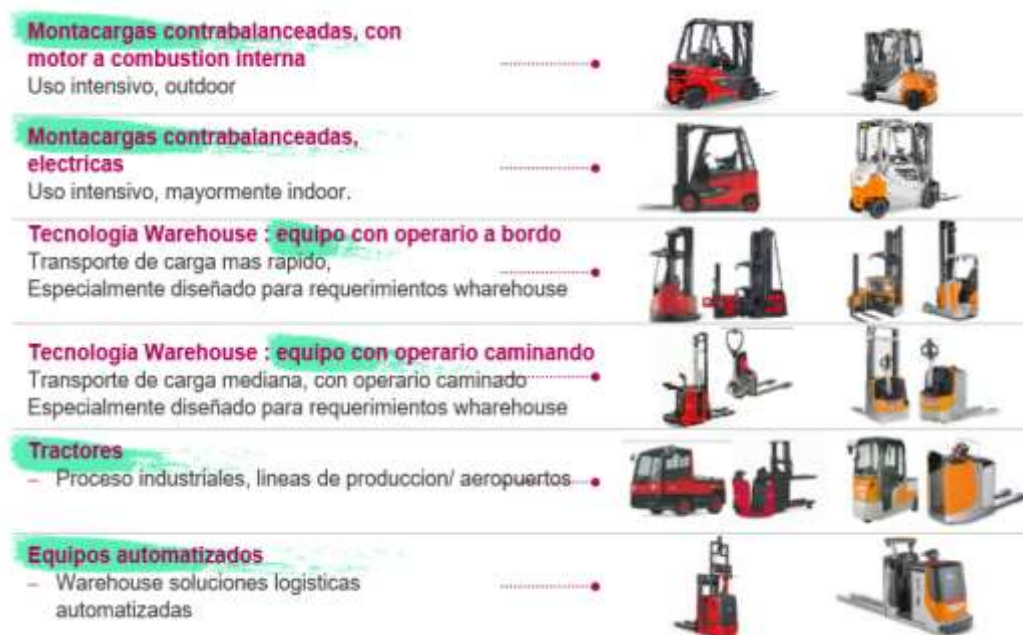 Montacargas contrabalanceadas, con
motor a combustion interna
Uso intensivo, outdoor
Montacargas contrabalanceadas,
electricas
Uso intensivo, mayormente indoor.
Tecnologia Warehouse : equipo con operario a bordo
Transporte de carga mas rapido,
Especialmente diseñado para requerimientos wharehouse
Tecnologia Warehouse : equipo con operario caminando
Transporte de carga mediana, con operario caminado
Especialmente diseñado para requerimientos wharehouse
Tractores
– Proceso industriales, lineas de produccion/ aeropuertos
Equipos automatizados
– Warehouse soluciones logisticas
automatizadas